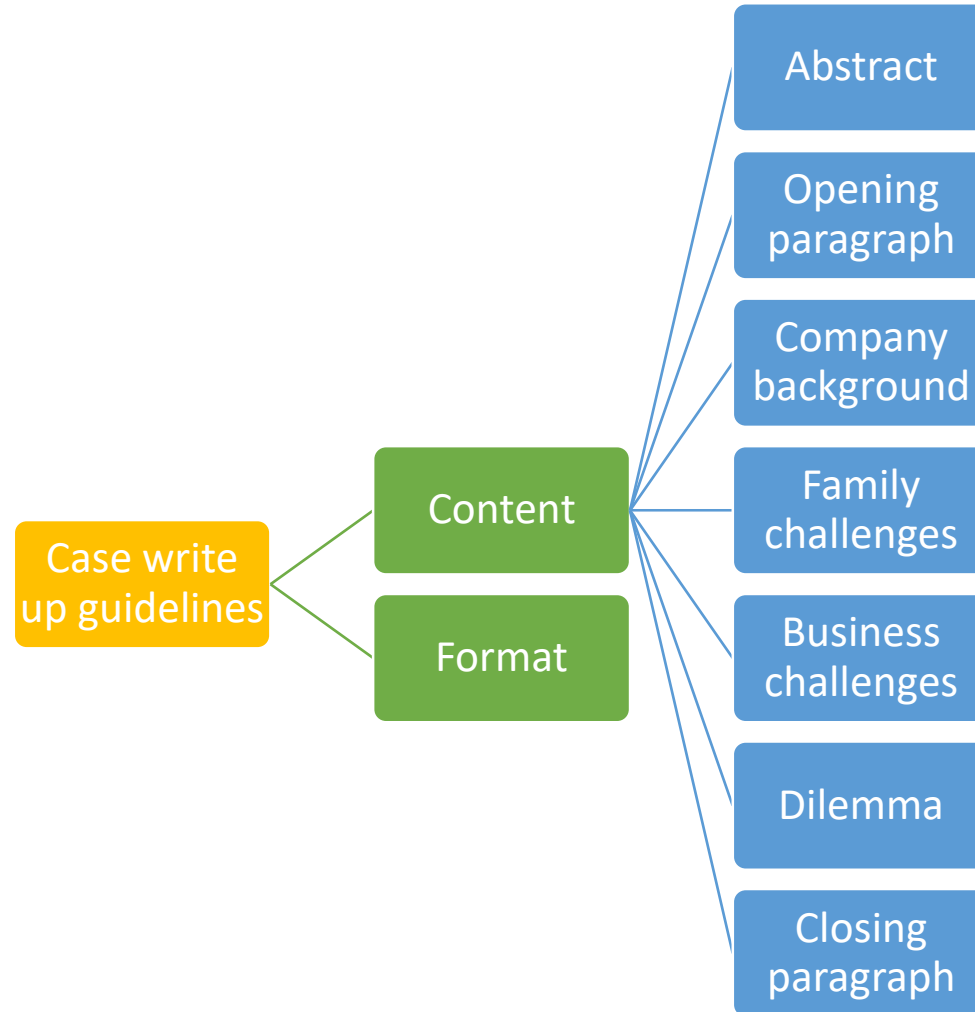 Case write
up guidelines
Content
Format
Abstract
Opening
paragraph
Company
background
Family
challenges
Business
challenges
Dilemma
Closing
paragraph